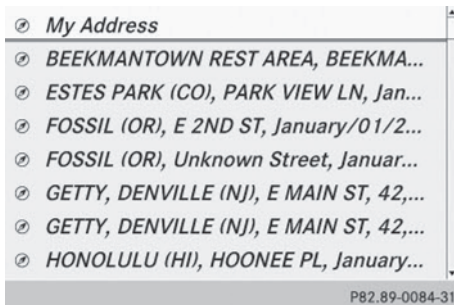 My Address
BEEKMANTOWN REST AREA, BEEKMA...
ESTES PARK (CO), PARK VIEW LN, Jan...
FOSSIL (OR), E 2ND ST, January/01/2...
FOSSIL (OR), Unknown Street, Januar...
GETTY, DENVILLE (NJ), E MAIN ST, 42,...
GETTY, DENVILLE (NJ), E MAIN ST, 42,...
HONOLULU (HI), HOONEE PL, January...
P82.89-0084-31